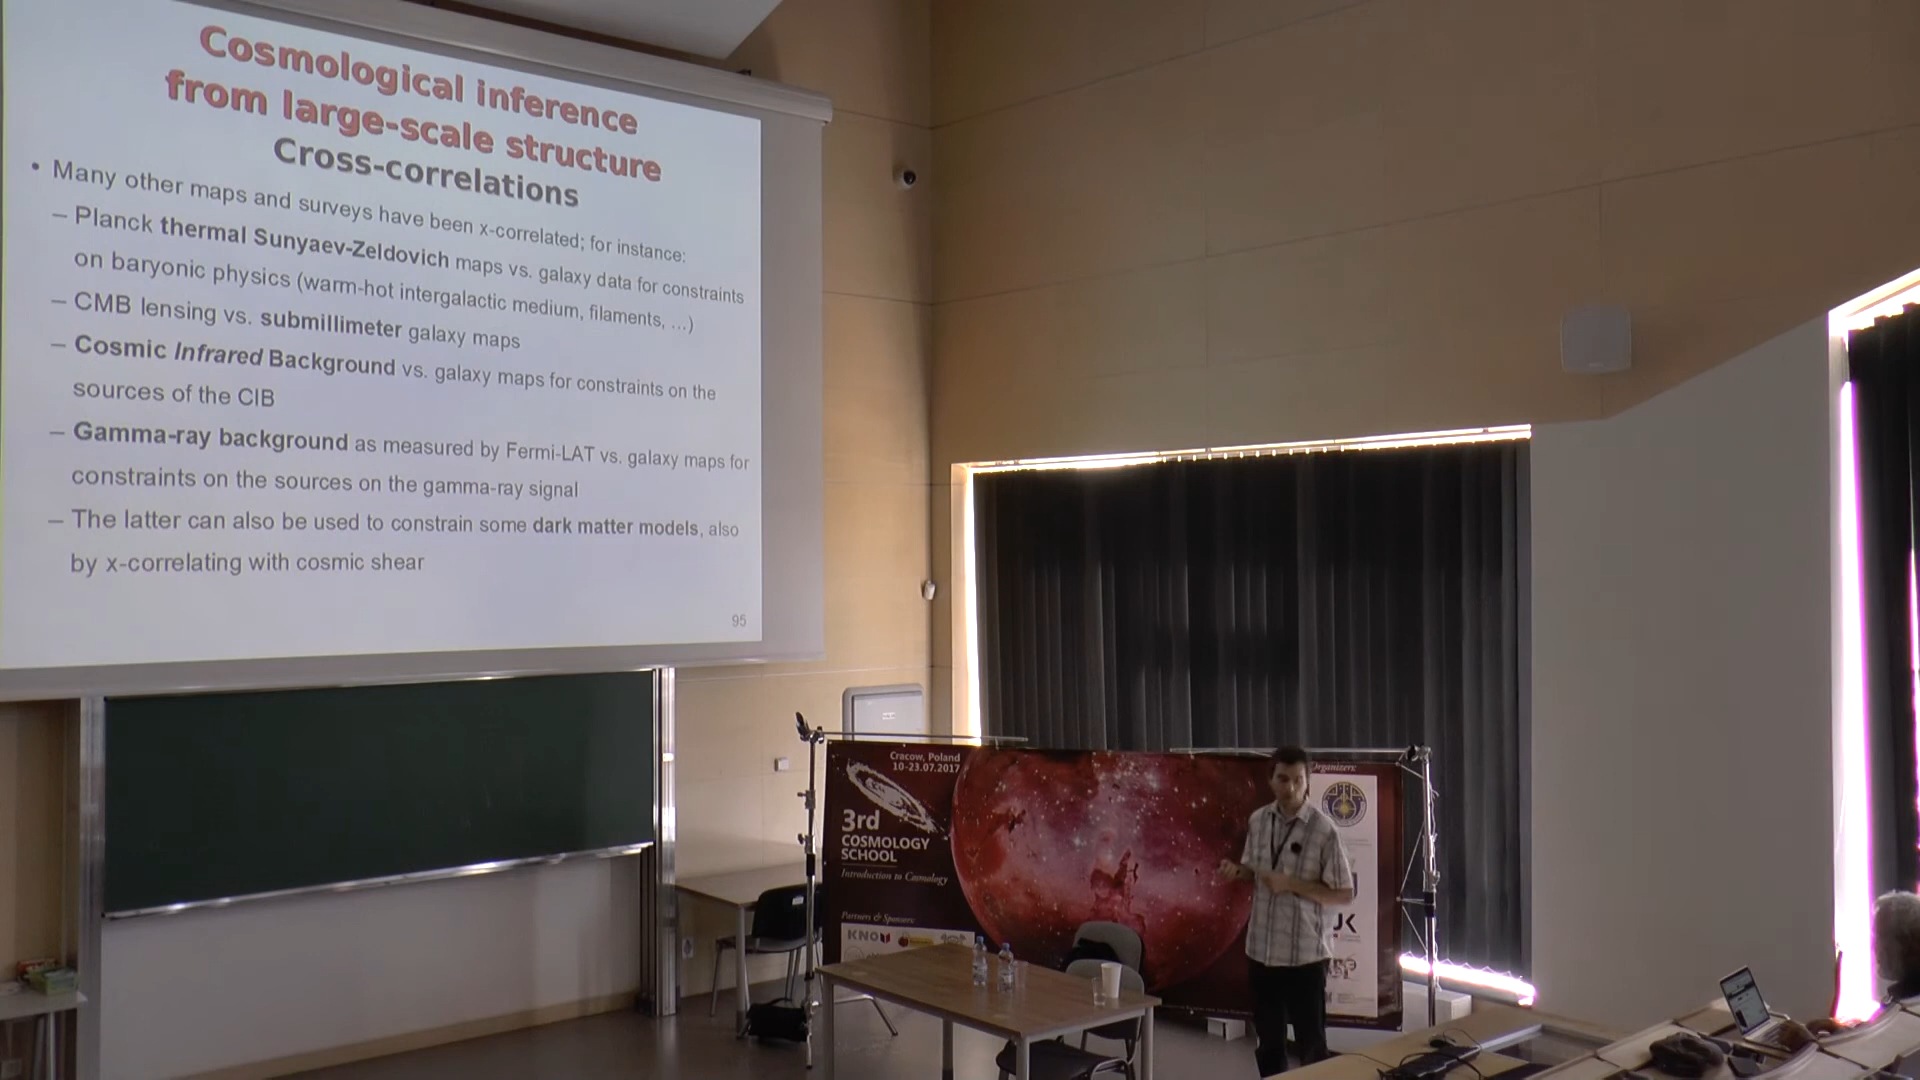 Cosmological inference
from large-scale structure
Cross-correlations
• Many other maps and surveys have been x-correlated; for instance:
– Planck thermal Sunyaev-Zeldovich maps vs. galaxy data for constraints
on baryonic physics (warm-hot intergalactic medium, filaments, ...)
– CMB lensing vs. submillimeter galaxy maps
– Cosmic Infrared Background vs. galaxy maps for constraints on the
sources of the CIB
– Gamma-ray background as measured by Fermi-LAT vs. galaxy maps for
constraints on the sources on the gamma-ray signal
– The latter can also be used to constrain some dark matter models, also
by x-correlating with cosmic shear
95
Cracow, Poland
10-23.07.2017
3rd
COSMOLOGY
SCHOOL
Introduction to Cosmology
Partners & Sponsors:
KNOW
Organizers:
JK